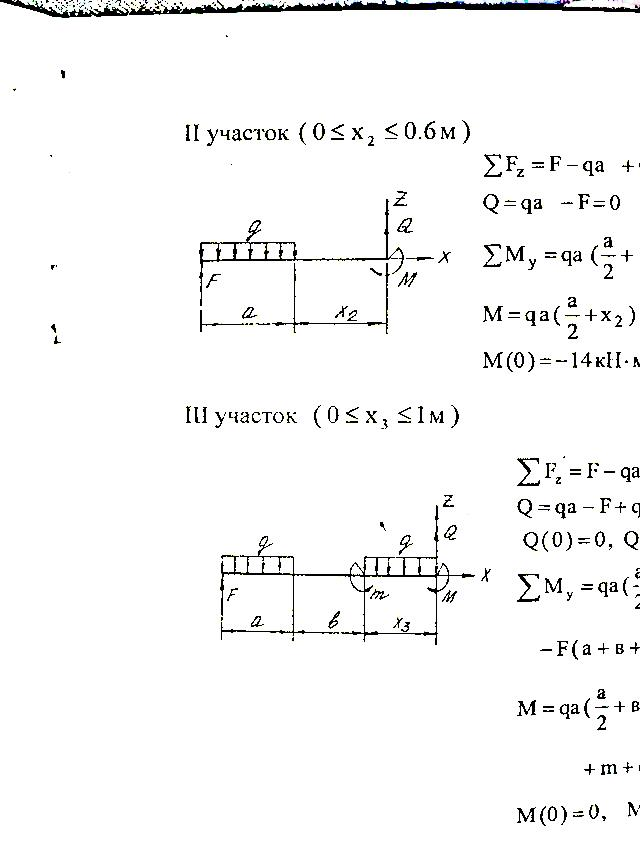 II участок ( 0 ≤ x₂ ≤ 0.6 м )
∑F_z = F − qa +
Q = qa − F = 0
Z
q
Q
X
∑M_y = qa ( a/2 +
F
M
a
x₂
M = qa ( a/2 + x₂ )
M(0) = −14 кН·м
III участок ( 0 ≤ x₃ ≤ 1 м )
∑F_z = F − qa
Q = qa − F + q
Q(0) = 0, Q
Z
q
q
Q
X
∑M_y = qa (
F
m
M
a
в
x₃
− F( a + в +
M = qa ( a/2 + в
+ m +
M(0) = 0, M